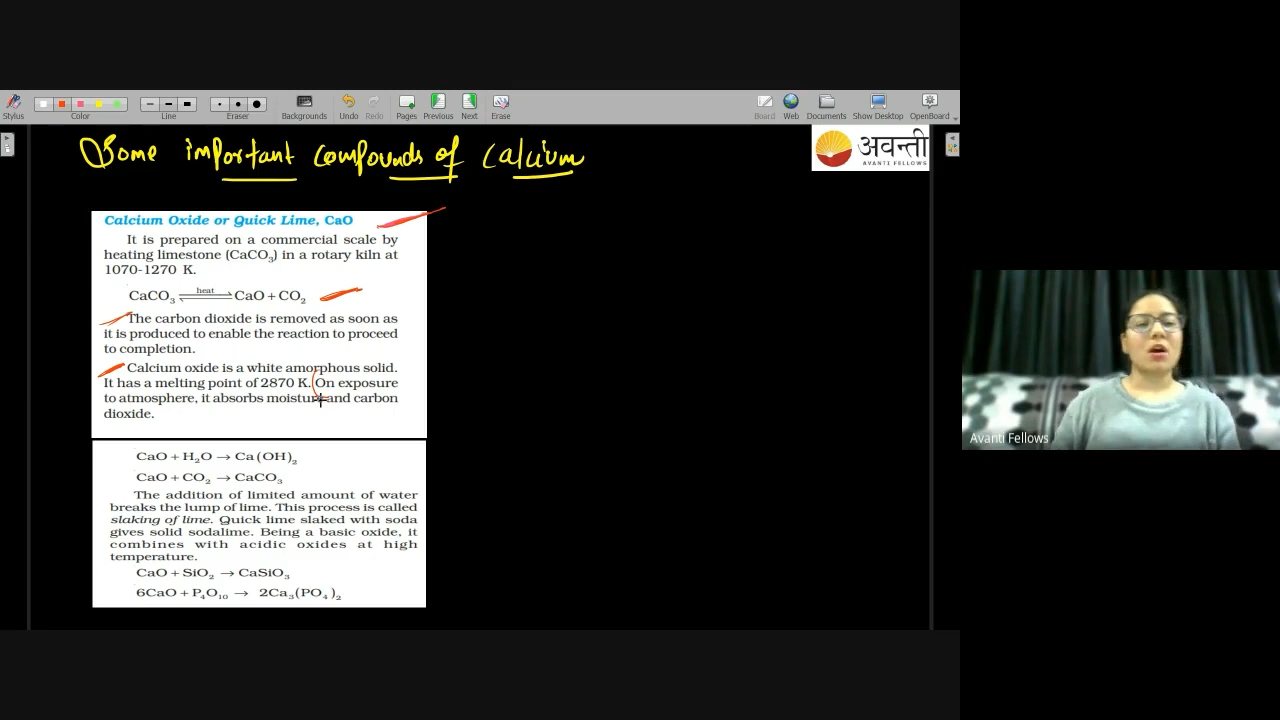 Stylus
Color
Line
Eraser
Backgrounds
Undo
Redo
Pages
Previous
Next
Erase
Board
Web
Documents
Show Desktop
OpenBoard
Some important compounds of Calcium
अवन्ती
AVANTI FELLOWS
Calcium Oxide or Quick Lime, CaO
It is prepared on a commercial scale by
heating limestone (CaCO₃) in a rotary kiln at
1070-1270 K.
heat
CaCO₃ ⇌ CaO + CO₂
The carbon dioxide is removed as soon as
it is produced to enable the reaction to proceed
to completion.
Calcium oxide is a white amorphous solid.
It has a melting point of 2870 K. On exposure
to atmosphere, it absorbs moisture and carbon
dioxide.
CaO + H₂O → Ca(OH)₂
CaO + CO₂ → CaCO₃
The addition of limited amount of water
breaks the lump of lime. This process is called
slaking of lime. Quick lime slaked with soda
gives solid sodalime. Being a basic oxide, it
combines with acidic oxides at high
temperature.
CaO + SiO₂ → CaSiO₃
6CaO + P₄O₁₀ → 2Ca₃(PO₄)₂
Avanti Fellows